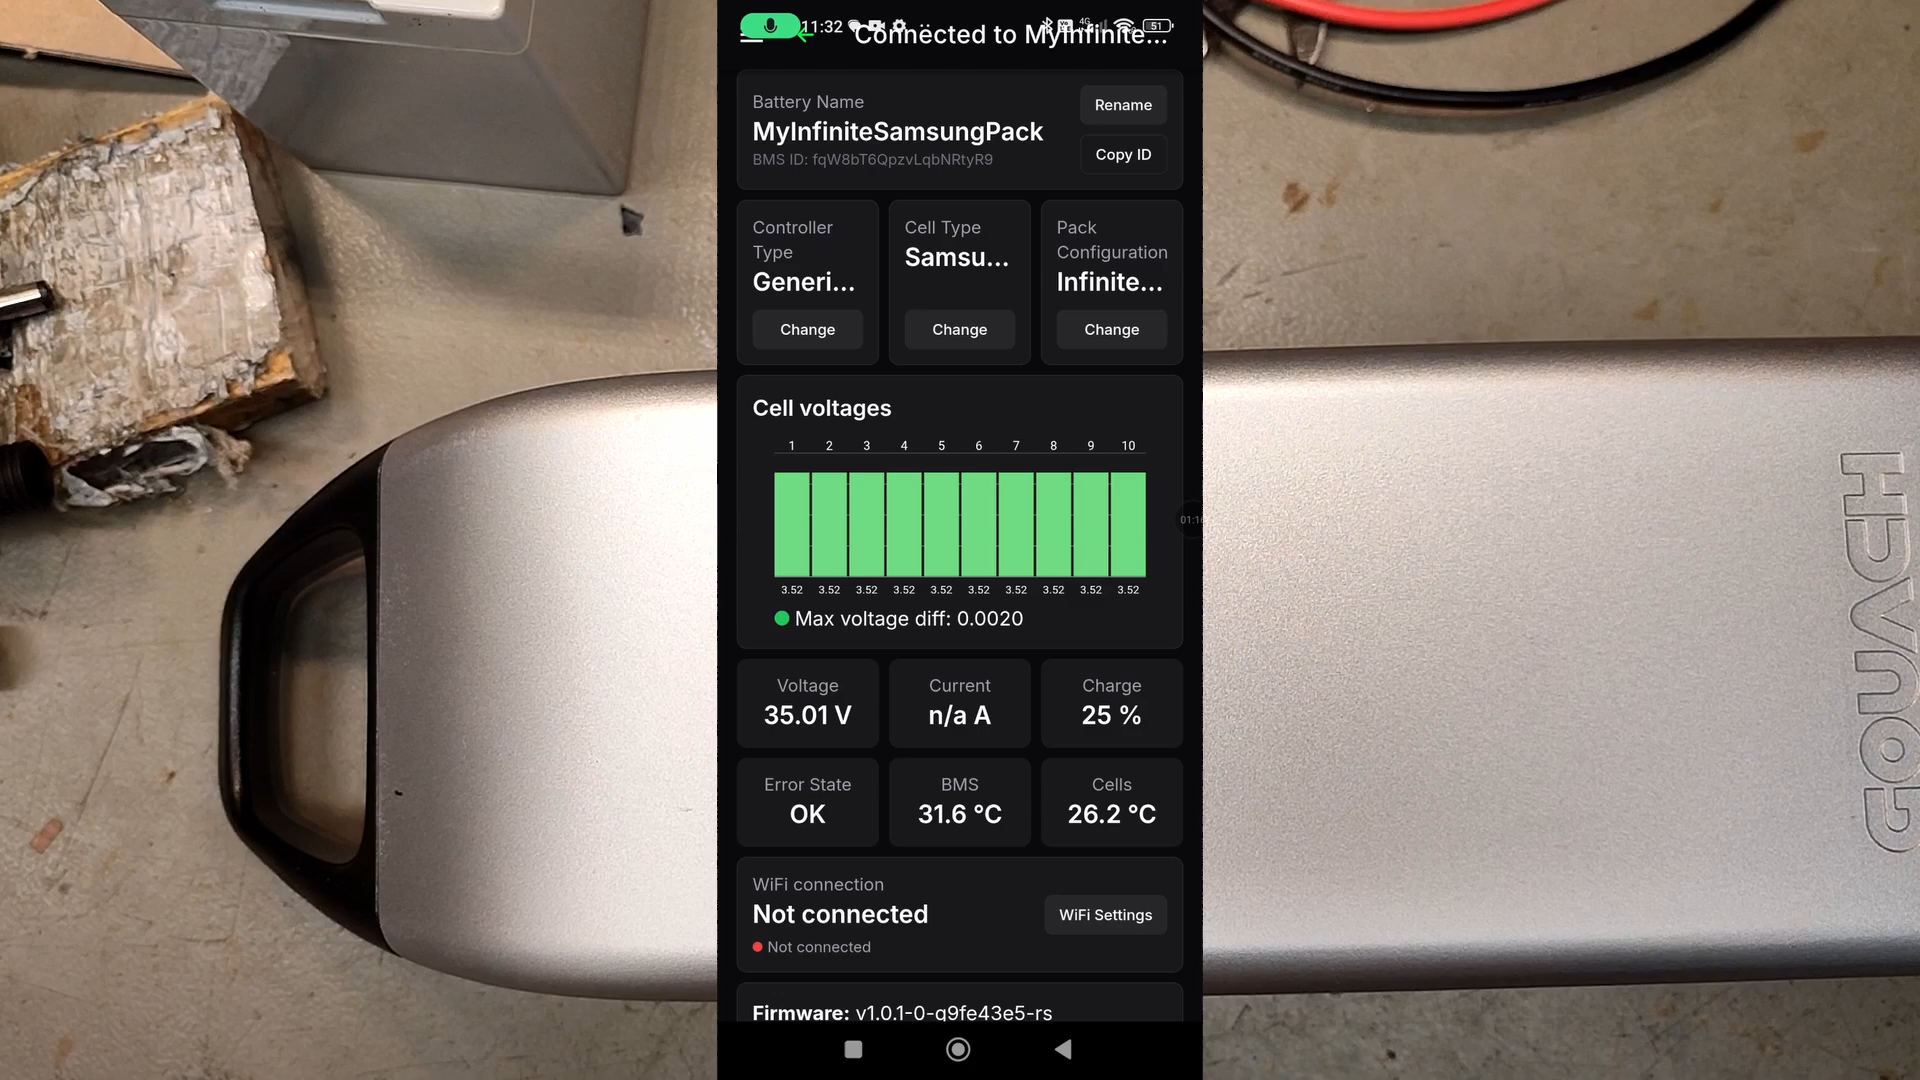 11:32
4G
51
Connected to MyInfinite...
Battery Name
MyInfiniteSamsungPack
BMS ID: fqW8bT6QpzvLqbNRtyR9
Rename
Copy ID
Controller
Type
Generi...
Change
Cell Type
Samsu...
Change
Pack
Configuration
Infinite...
Change
Cell voltages
1 2 3 4 5 6 7 8 9 10
3.52 3.52 3.52 3.52 3.52 3.52 3.52 3.52 3.52 3.52
Max voltage diff: 0.0020
Voltage
35.01 V
Current
n/a A
Charge
25 %
Error State
OK
BMS
31.6 °C
Cells
26.2 °C
WiFi connection
Not connected
Not connected
WiFi Settings
Firmware: v1.0.1-0-g9fe43e5-rs
GOUACH